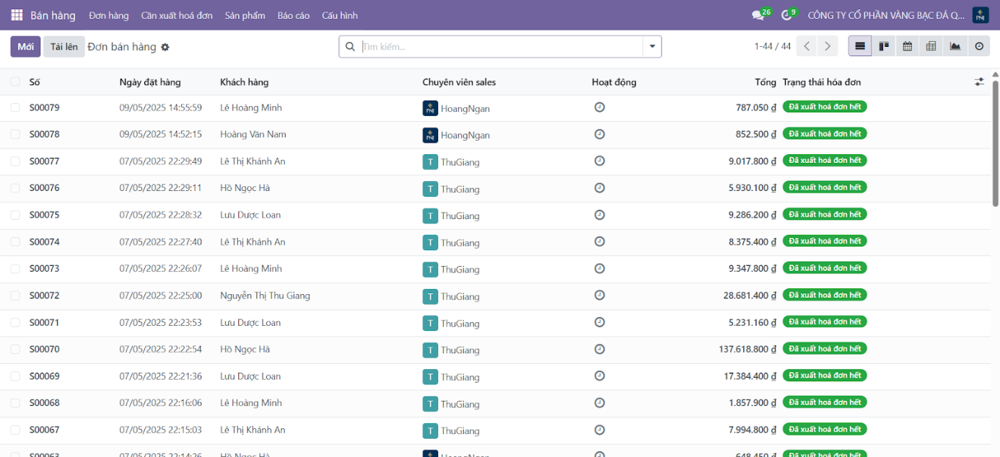 Bán hàng Đơn hàng Cần xuất hoá đơn Sản phẩm Báo cáo Cấu hình 26 9 CÔNG TY CỔ PHẦN VÀNG BẠC ĐÁ Q... PNJ
Mới Tải lên Đơn bán hàng Tìm kiếm... 1-44 / 44
Số Ngày đặt hàng Khách hàng Chuyên viên sales Hoạt động Tổng Trạng thái hóa đơn
S00079 09/05/2025 14:55:59 Lê Hoàng Minh PNJ HoangNgan 787.050 ₫ Đã xuất hoá đơn hết
S00078 09/05/2025 14:52:15 Hoàng Văn Nam PNJ HoangNgan 852.500 ₫ Đã xuất hoá đơn hết
S00077 07/05/2025 22:29:49 Lê Thị Khánh An T ThuGiang 9.017.800 ₫ Đã xuất hoá đơn hết
S00076 07/05/2025 22:29:11 Hồ Ngọc Hà T ThuGiang 5.930.100 ₫ Đã xuất hoá đơn hết
S00075 07/05/2025 22:28:32 Lưu Dược Loan T ThuGiang 9.286.200 ₫ Đã xuất hoá đơn hết
S00074 07/05/2025 22:27:40 Lê Thị Khánh An T ThuGiang 8.375.400 ₫ Đã xuất hoá đơn hết
S00073 07/05/2025 22:26:07 Lê Hoàng Minh T ThuGiang 9.347.800 ₫ Đã xuất hoá đơn hết
S00072 07/05/2025 22:25:00 Nguyễn Thị Thu Giang T ThuGiang 28.681.400 ₫ Đã xuất hoá đơn hết
S00071 07/05/2025 22:23:53 Lưu Dược Loan T ThuGiang 5.231.160 ₫ Đã xuất hoá đơn hết
S00070 07/05/2025 22:22:54 Hồ Ngọc Hà T ThuGiang 137.618.800 ₫ Đã xuất hoá đơn hết
S00069 07/05/2025 22:21:36 Lưu Dược Loan T ThuGiang 17.384.400 ₫ Đã xuất hoá đơn hết
S00068 07/05/2025 22:16:06 Lê Hoàng Minh T ThuGiang 1.857.900 ₫ Đã xuất hoá đơn hết
S00067 07/05/2025 22:15:03 Lê Thị Khánh An T ThuGiang 7.994.800 ₫ Đã xuất hoá đơn hết
S00063 07/05/2025 22:14:26 Hồ Ngọc Hà HoangNgan 648.450 ₫ Đã xuất hoá đơn hết